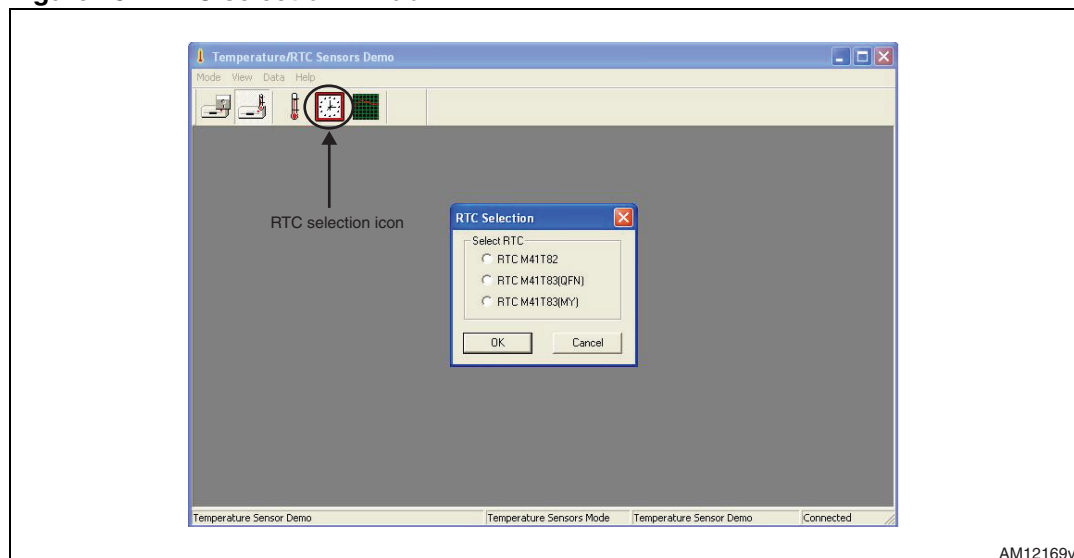 Temperature/RTC Sensors Demo
Mode View Data Help
RTC selection icon
RTC Selection
Select RTC
RTC M41T82
RTC M41T83(QFN)
RTC M41T83(MY)
OK Cancel
Temperature Sensor Demo Temperature Sensors Mode Temperature Sensor Demo Connected